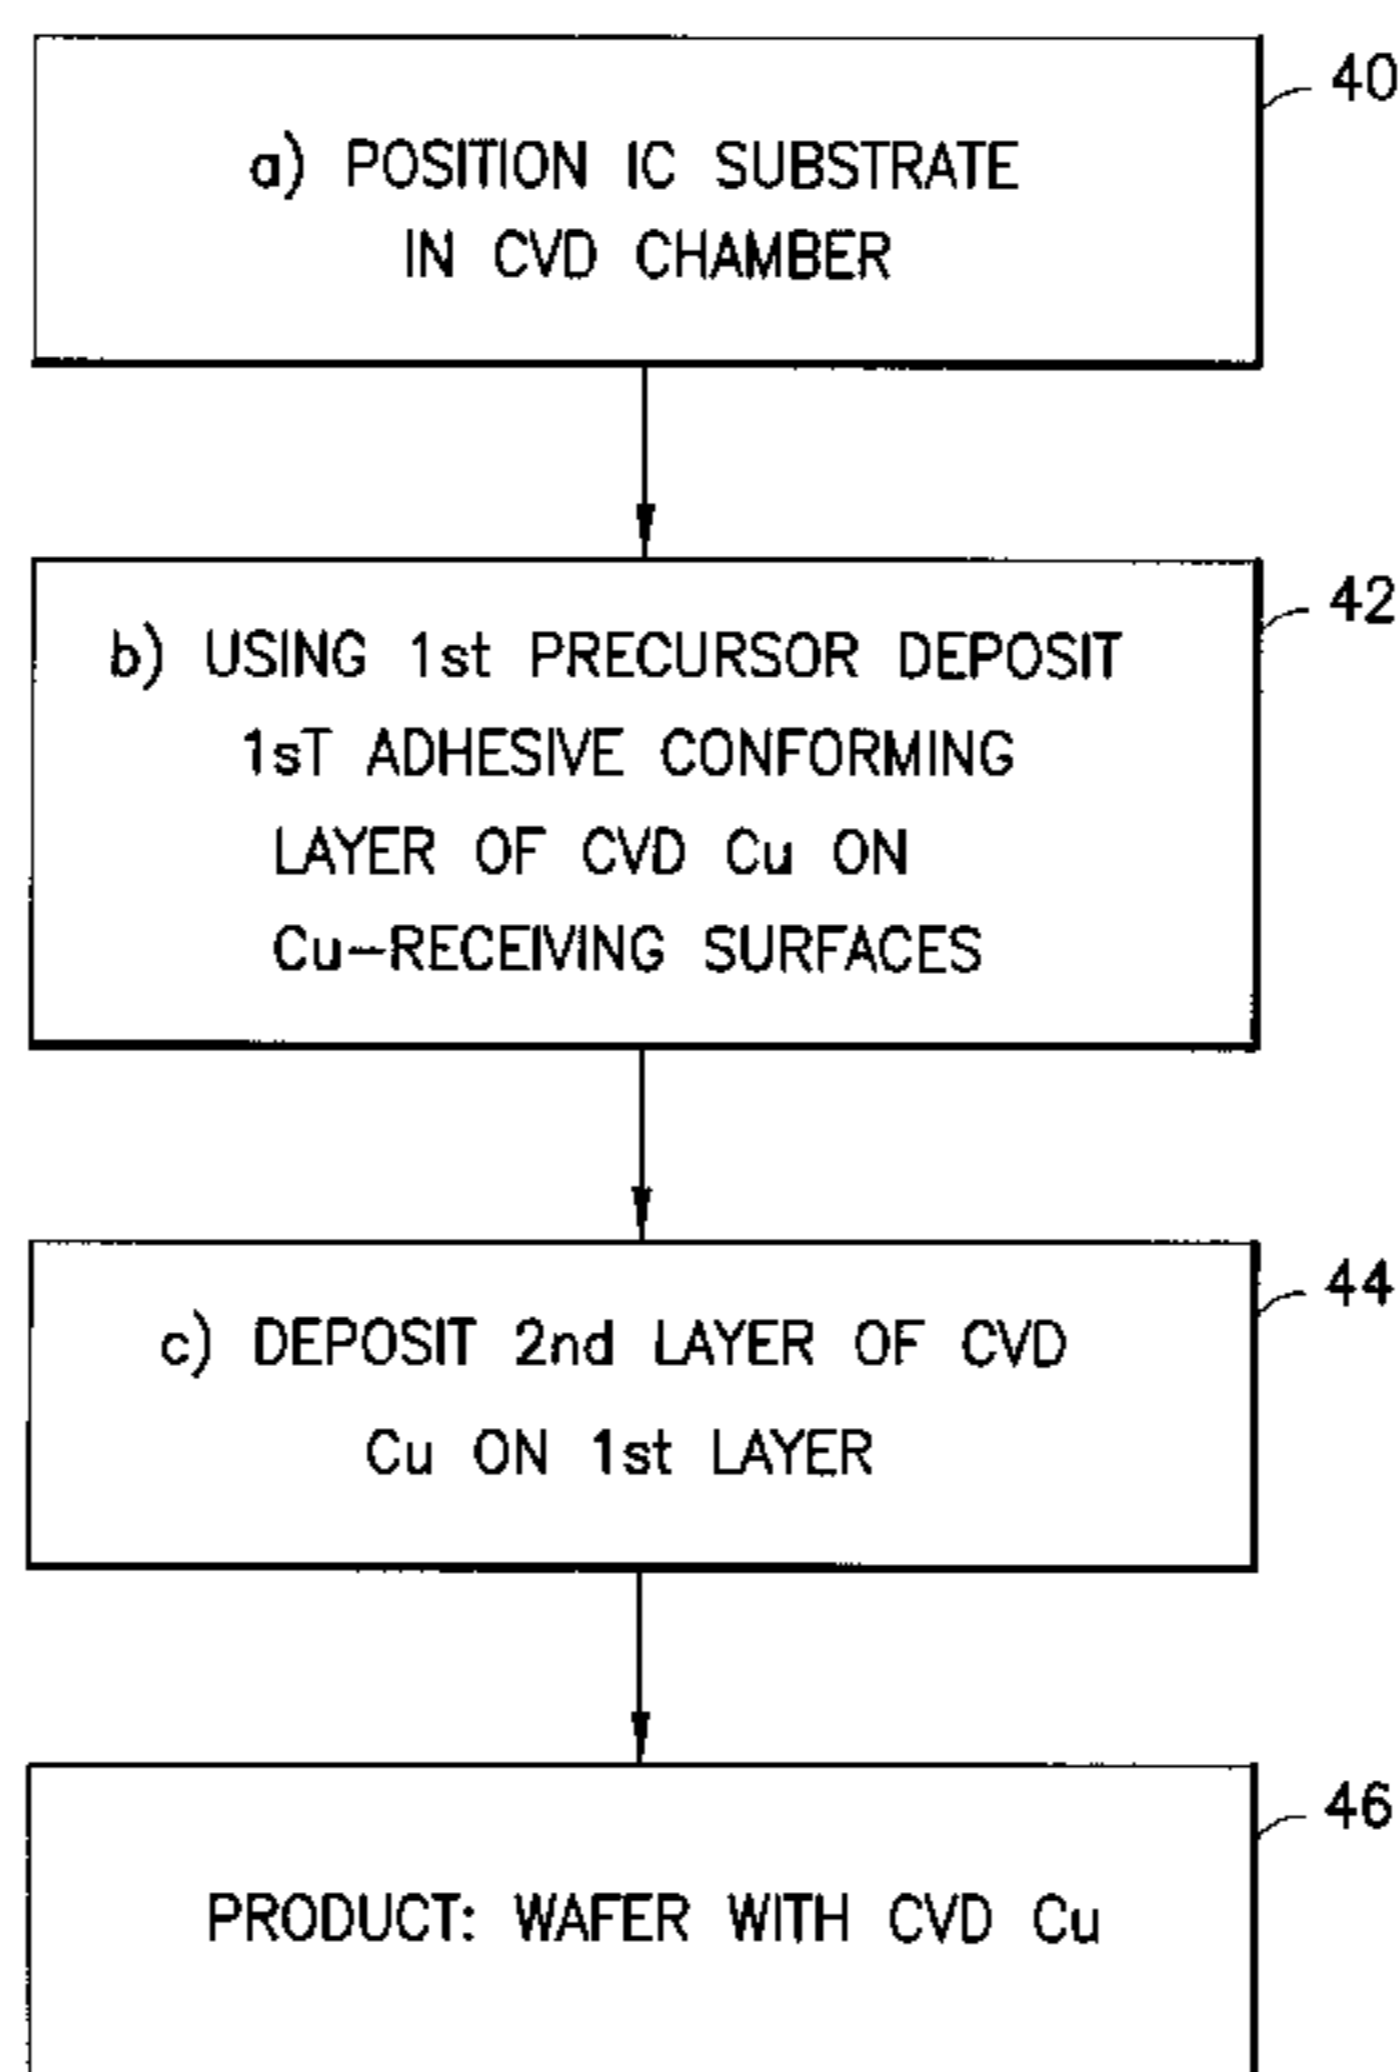 40
a) POSITION IC SUBSTRATE
IN CVD CHAMBER
42
b) USING 1st PRECURSOR DEPOSIT
1sT ADHESIVE CONFORMING
LAYER OF CVD Cu ON
Cu-RECEIVING SURFACES
44
c) DEPOSIT 2nd LAYER OF CVD
Cu ON 1st LAYER
46
PRODUCT: WAFER WITH CVD Cu